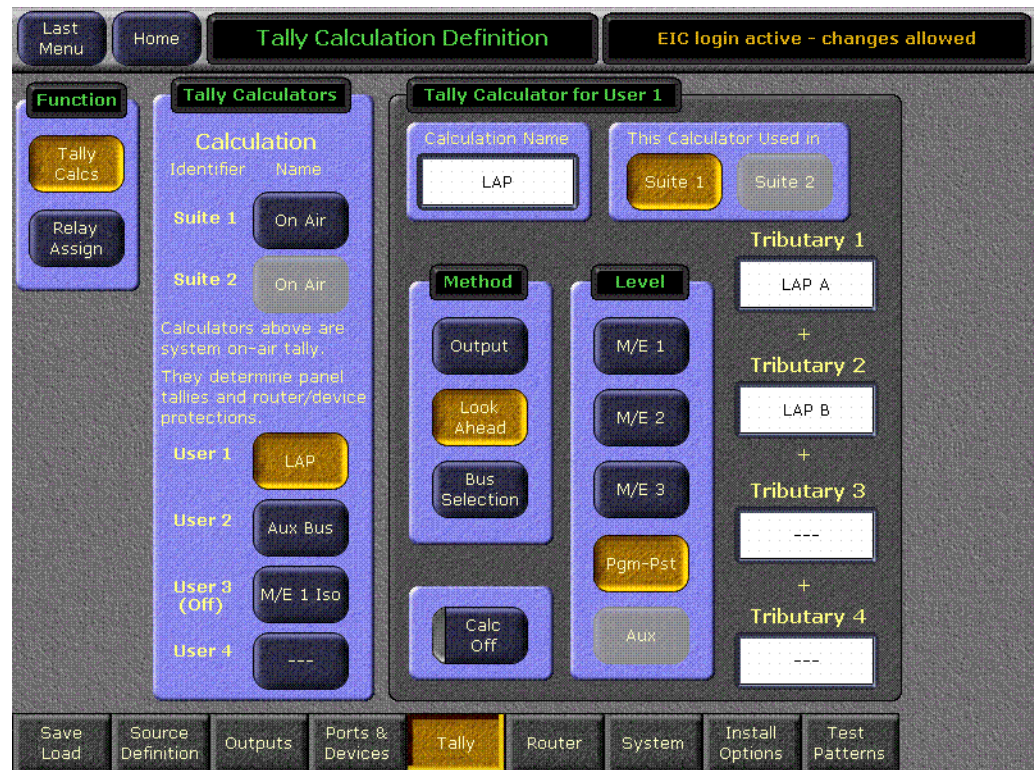 Last Menu
Home
Tally Calculation Definition
EIC login active - changes allowed
Function
Tally Calcs
Relay Assign
Tally Calculators
Calculation
Identifier Name
Suite 1 On Air
Suite 2 On Air
Calculators above are
system on-air tally.
They determine panel
tallies and router/device
protections.
User 1 LAP
User 2 Aux Bus
User 3 (Off) M/E 1 Iso
User 4 ---
Tally Calculator for User 1
Calculation Name
LAP
This Calculator Used in
Suite 1 Suite 2
Method
Output
Look Ahead
Bus Selection
Calc Off
Level
M/E 1
M/E 2
M/E 3
Pgm-Pst
Aux
Tributary 1
LAP A
+
Tributary 2
LAP B
+
Tributary 3
---
+
Tributary 4
---
Save Load
Source Definition
Outputs
Ports & Devices
Tally
Router
System
Install Options
Test Patterns